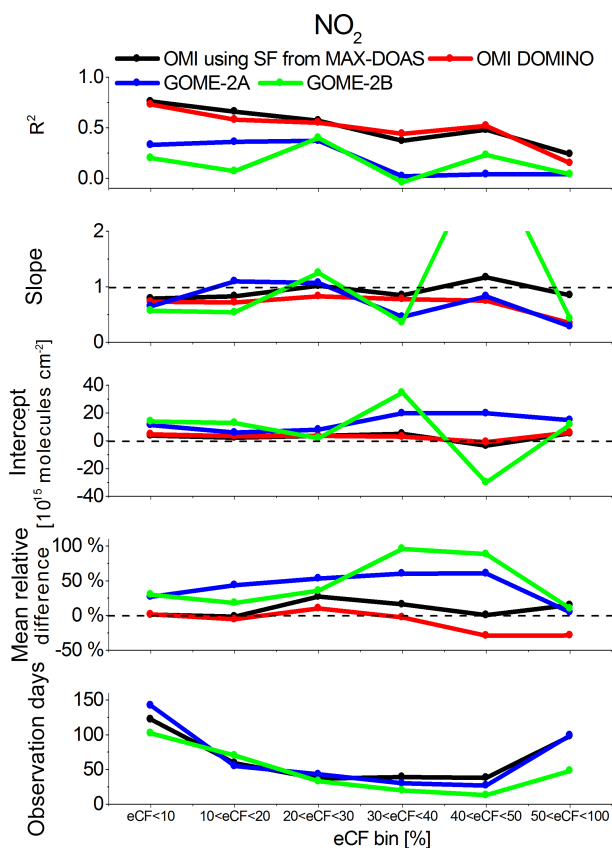 NO2
OMI using SF from MAX-DOAS
OMI DOMINO
GOME-2A
GOME-2B
R2
1.0
0.5
0.0
Slope
2
1
0
Intercept
[10^15 molecules cm^-2]
40
20
0
-20
-40
Mean relative
difference
100 %
50 %
0 %
-50 %
Observation days
150
100
50
0
eCF<10
10<eCF<20
20<eCF<30
30<eCF<40
40<eCF<50
50<eCF<100
eCF bin [%]